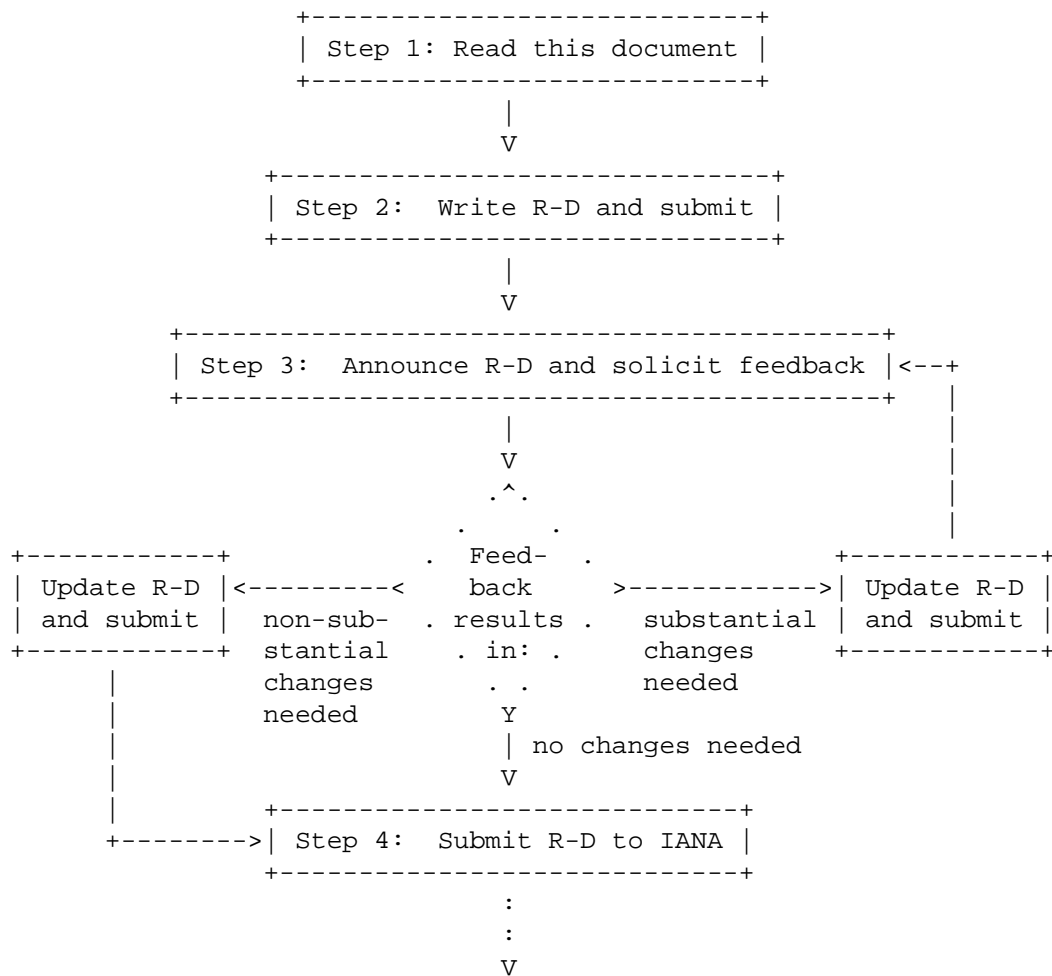 +-----------------------------+
| Step 1: Read this document |
+-----------------------------+
|
V
+-------------------------------+
| Step 2:  Write R-D and submit |
+-------------------------------+
|
V
+--------------------------------------------+
| Step 3:  Announce R-D and solicit feedback |<--+
+--------------------------------------------+   |
|                        |
V                        |
.^.                       |
.     .                     |
+------------+             .  Feed-  .               +------------+
| Update R-D |<---------<    back     >------------>| Update R-D |
| and submit |  non-sub-  . results .   substantial | and submit |
+------------+  stantial    . in: .     changes     +------------+
|        changes       . .       needed
|        needed         Y
|                       | no changes needed
|                       V
|         +-----------------------------+
+-------->| Step 4:  Submit R-D to IANA |
+-----------------------------+
:
:
V